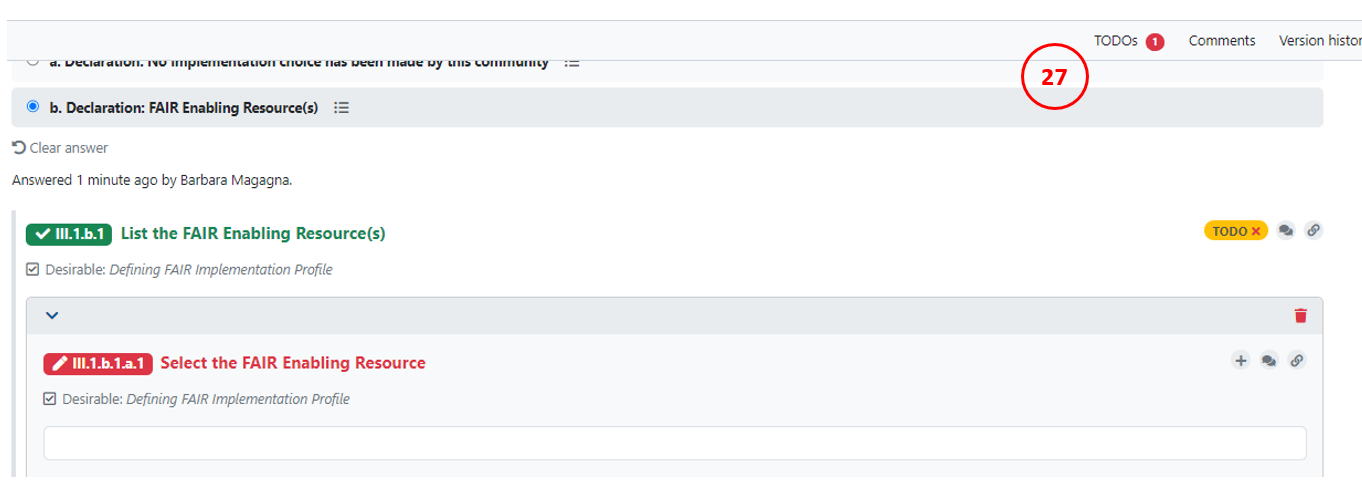 TODOs 1 Comments Version histor
27
a. Declaration: No implementation choice has been made by this community
b. Declaration: FAIR Enabling Resource(s)
Clear answer
Answered 1 minute ago by Barbara Magagna.
III.1.b.1 List the FAIR Enabling Resource(s)
TODO ×
Desirable: Defining FAIR Implementation Profile
III.1.b.1.a.1 Select the FAIR Enabling Resource
Desirable: Defining FAIR Implementation Profile